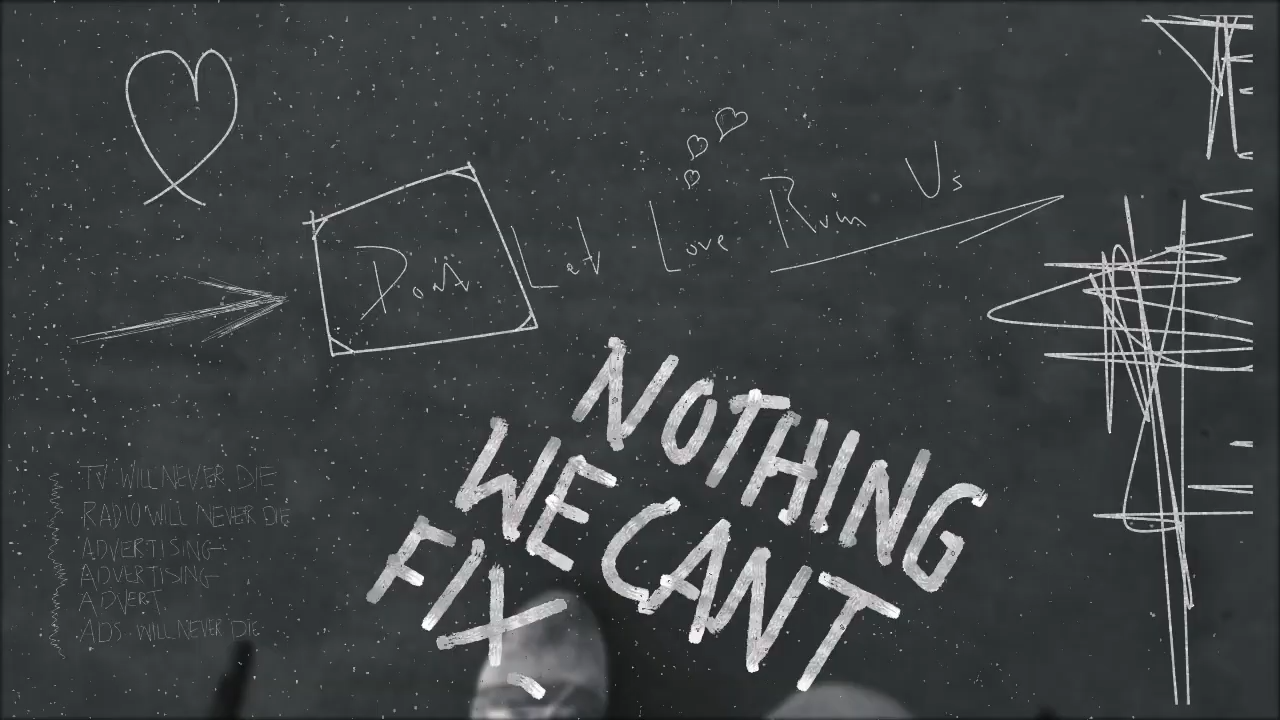 Dont Let Love Ruin Us
NOTHING
WE CANT
FIX.
TV WILL NEVER DIE
RADIO WILL NEVER DIE
ADVERTISING
ADVERTISING
ADVERT.
ADS WILL NEVER DIE